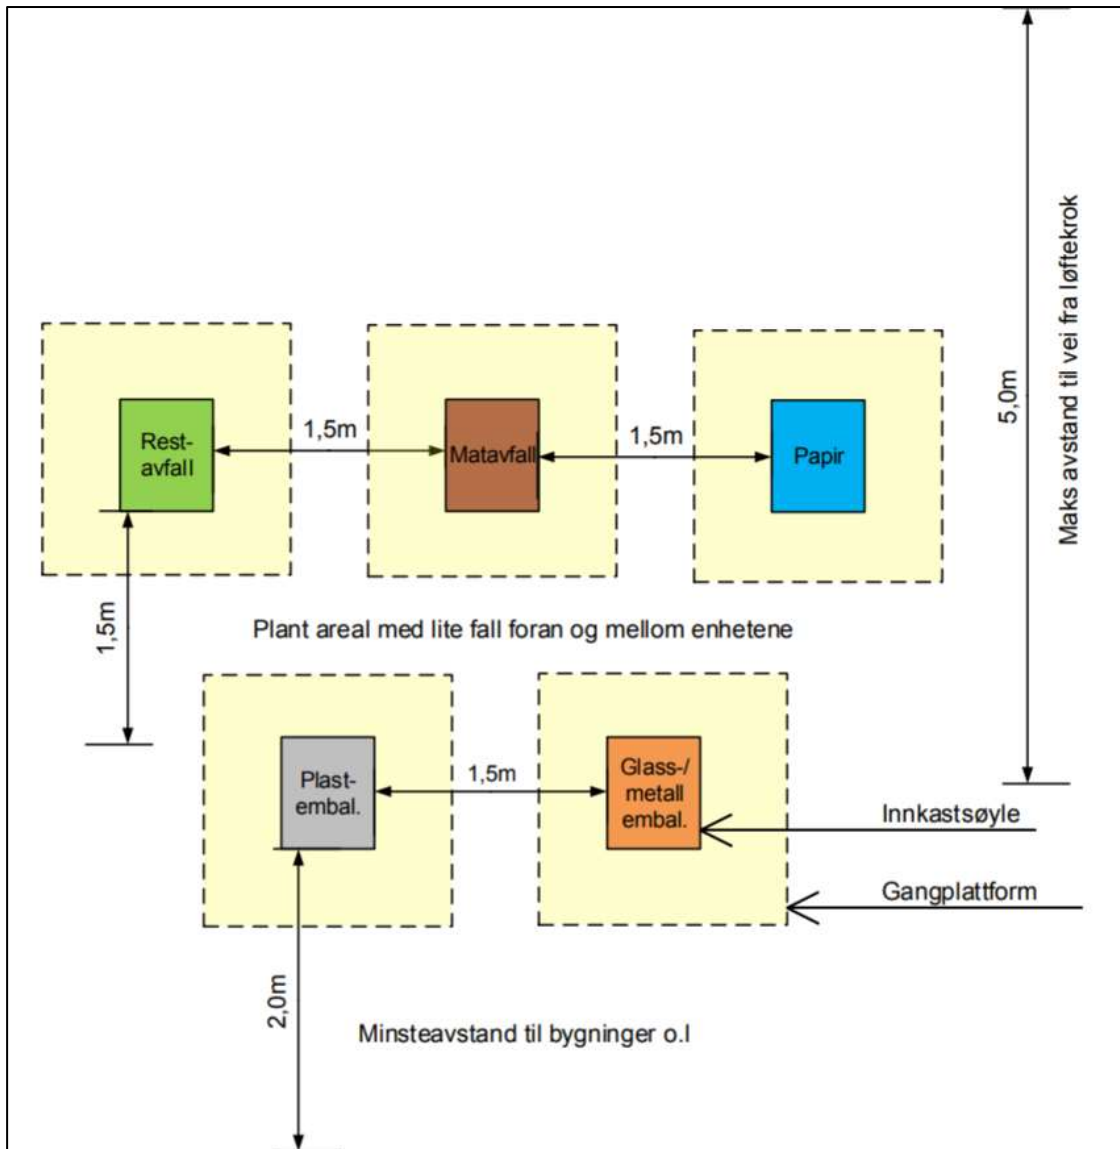 Maks avstand til vei fra løftekrok
5,0m
Rest-
avfall
1,5m
Matavfall
1,5m
Papir
1,5m
Plant areal med lite fall foran og mellom enhetene
Plast-
embal.
1,5m
Glass-/
metall
embal.
Innkastsøyle
Gangplattform
2,0m
Minsteavstand til bygninger o.l